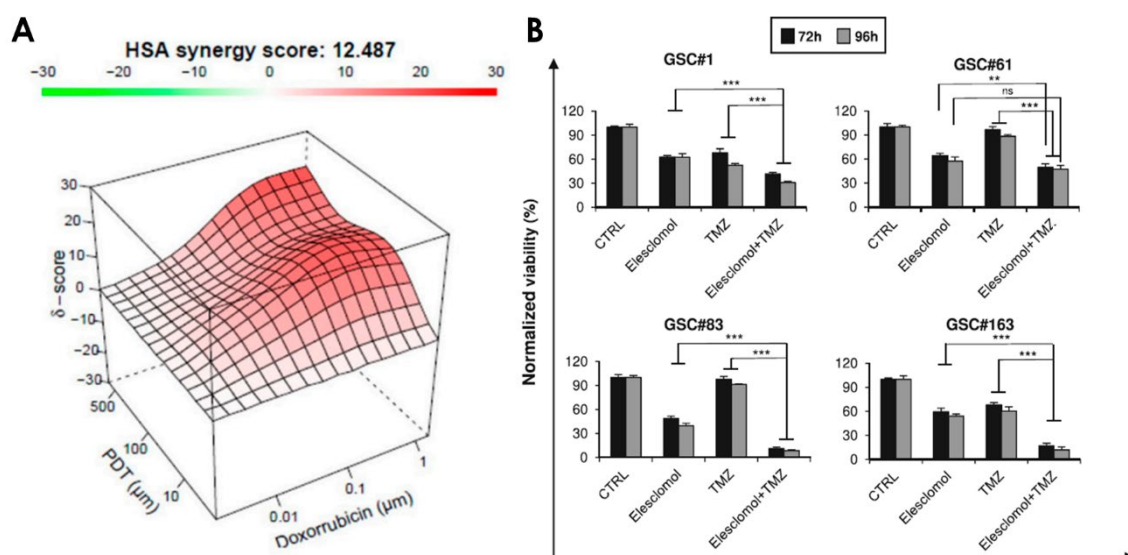 A
HSA synergy score: 12.487
−30 −20 −10 0 10 20 30
30
20
10
0
−10
−20
−30
δ − score
500
100
10
PDT (µm)
0.01
0.1
1
Doxorrubicin (µm)
B
72h 96h
Normalized viability (%)
GSC#1
***
***
120
90
60
30
0
CTRL
Elesclomol
TMZ
Elesclomol+TMZ
GSC#61
**
ns
***
120
90
60
30
0
CTRL
Elesclomol
TMZ
Elesclomol+TMZ.
GSC#83
***
***
120
90
60
30
0
CTRL
Elesclomol
TMZ
Elesclomol+TMZ
GSC#163
***
***
120
90
60
30
0
CTRL
Elesclomol
TMZ
Elesclomol+TMZ